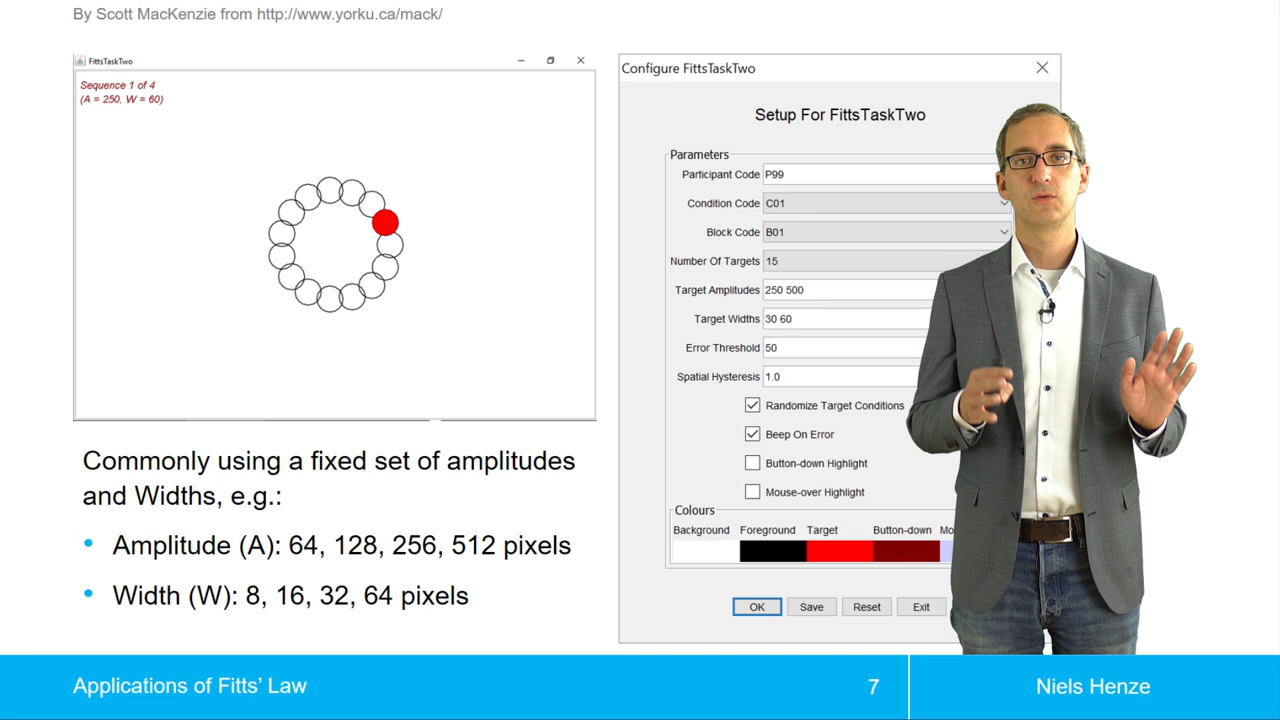 By Scott MacKenzie from http://www.yorku.ca/mack/
FittsTaskTwo
Sequence 1 of 4
(A = 250, W = 60)
Commonly using a fixed set of amplitudes
and Widths, e.g.:
• Amplitude (A): 64, 128, 256, 512 pixels
• Width (W): 8, 16, 32, 64 pixels
Configure FittsTaskTwo
Setup For FittsTaskTwo
Parameters
Participant Code P99
Condition Code C01
Block Code B01
Number Of Targets 15
Target Amplitudes 250 500
Target Widths 30 60
Error Threshold 50
Spatial Hysteresis 1.0
Randomize Target Conditions
Beep On Error
Button-down Highlight
Mouse-over Highlight
Colours
Background Foreground Target Button-down
OK Save Reset Exit
Applications of Fitts' Law 7 Niels Henze